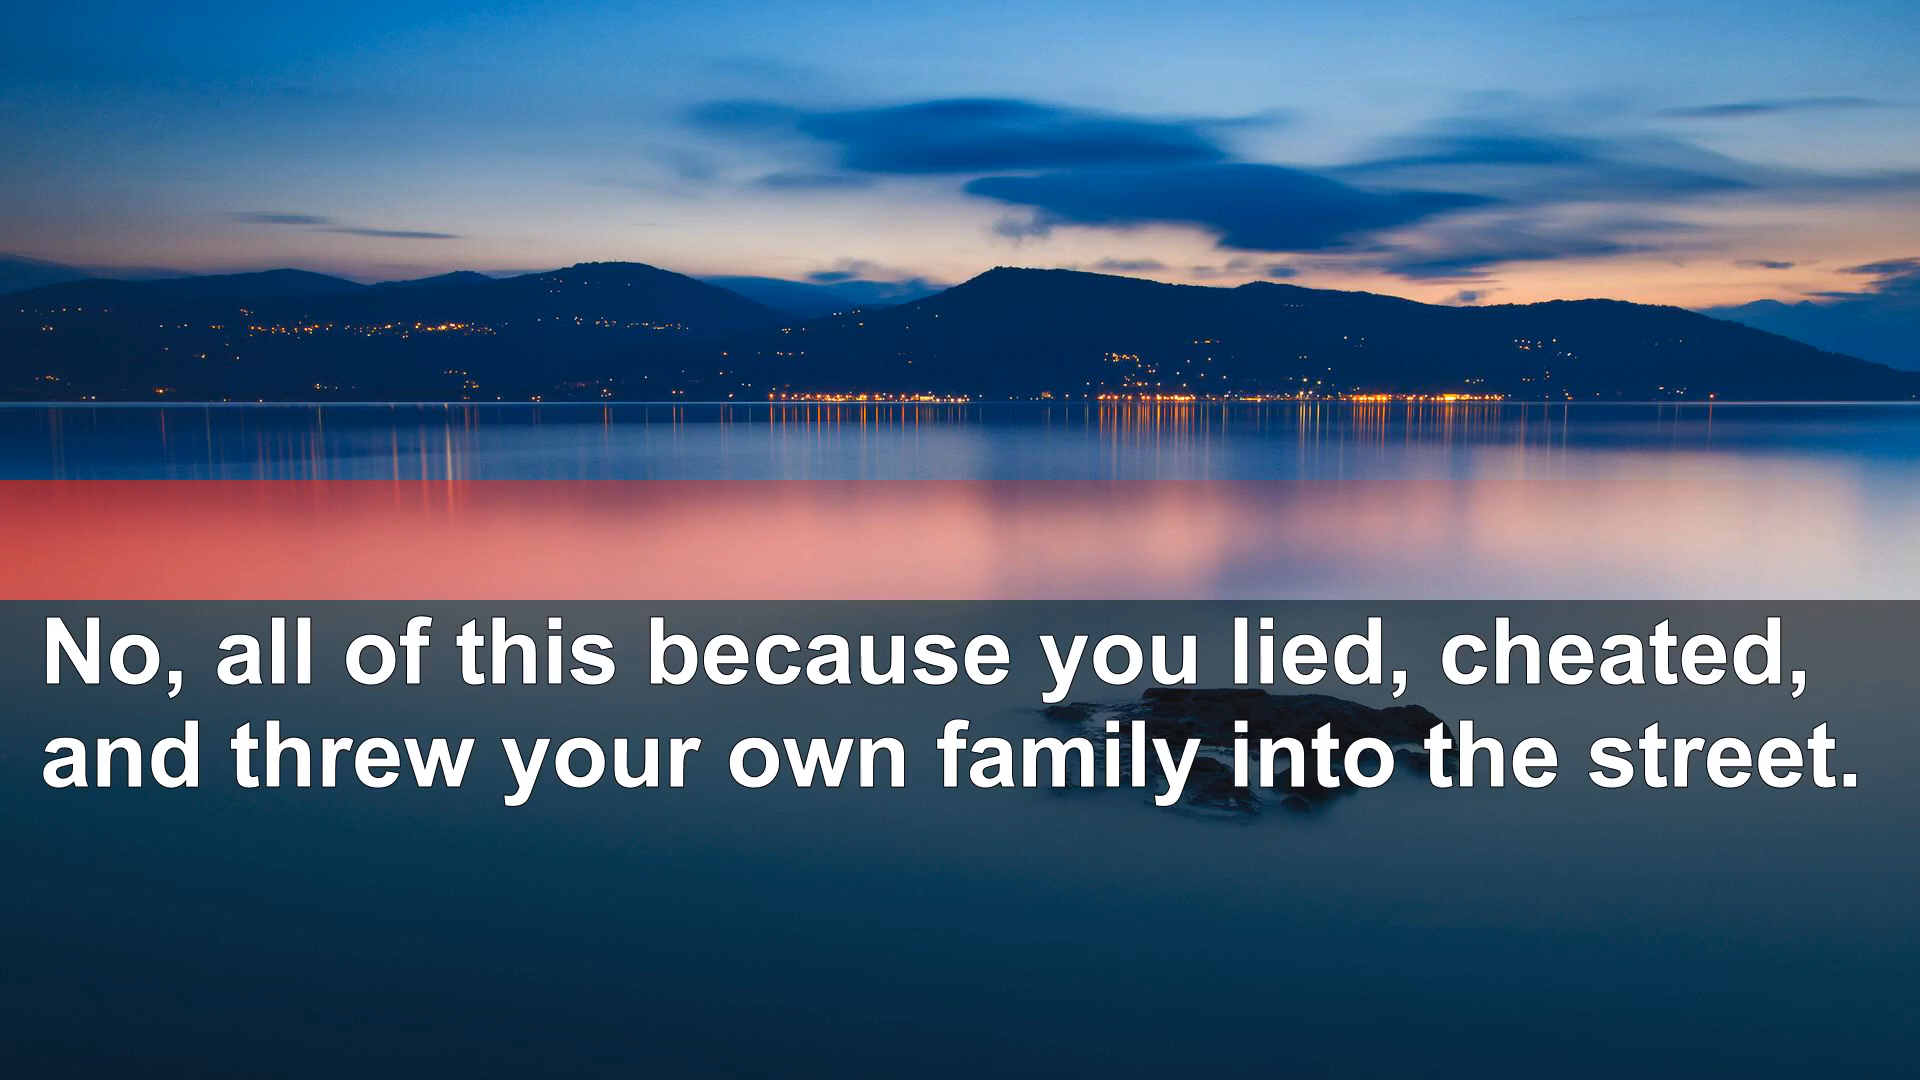 No, all of this because you lied, cheated,
and threw your own family into the street.